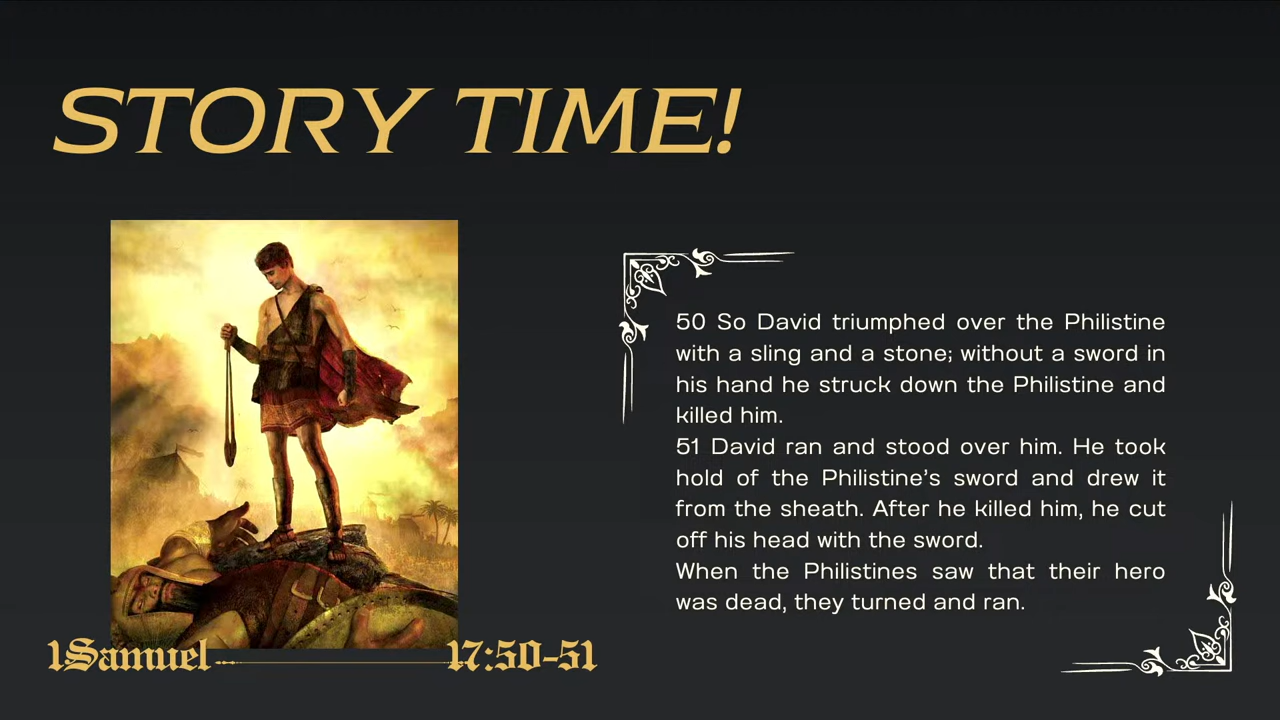 STORY TIME!
50 So David triumphed over the Philistine
with a sling and a stone; without a sword in
his hand he struck down the Philistine and
killed him.
51 David ran and stood over him. He took
hold of the Philistine’s sword and drew it
from the sheath. After he killed him, he cut
off his head with the sword.
When the Philistines saw that their hero
was dead, they turned and ran.
1Samuel 17:50-51